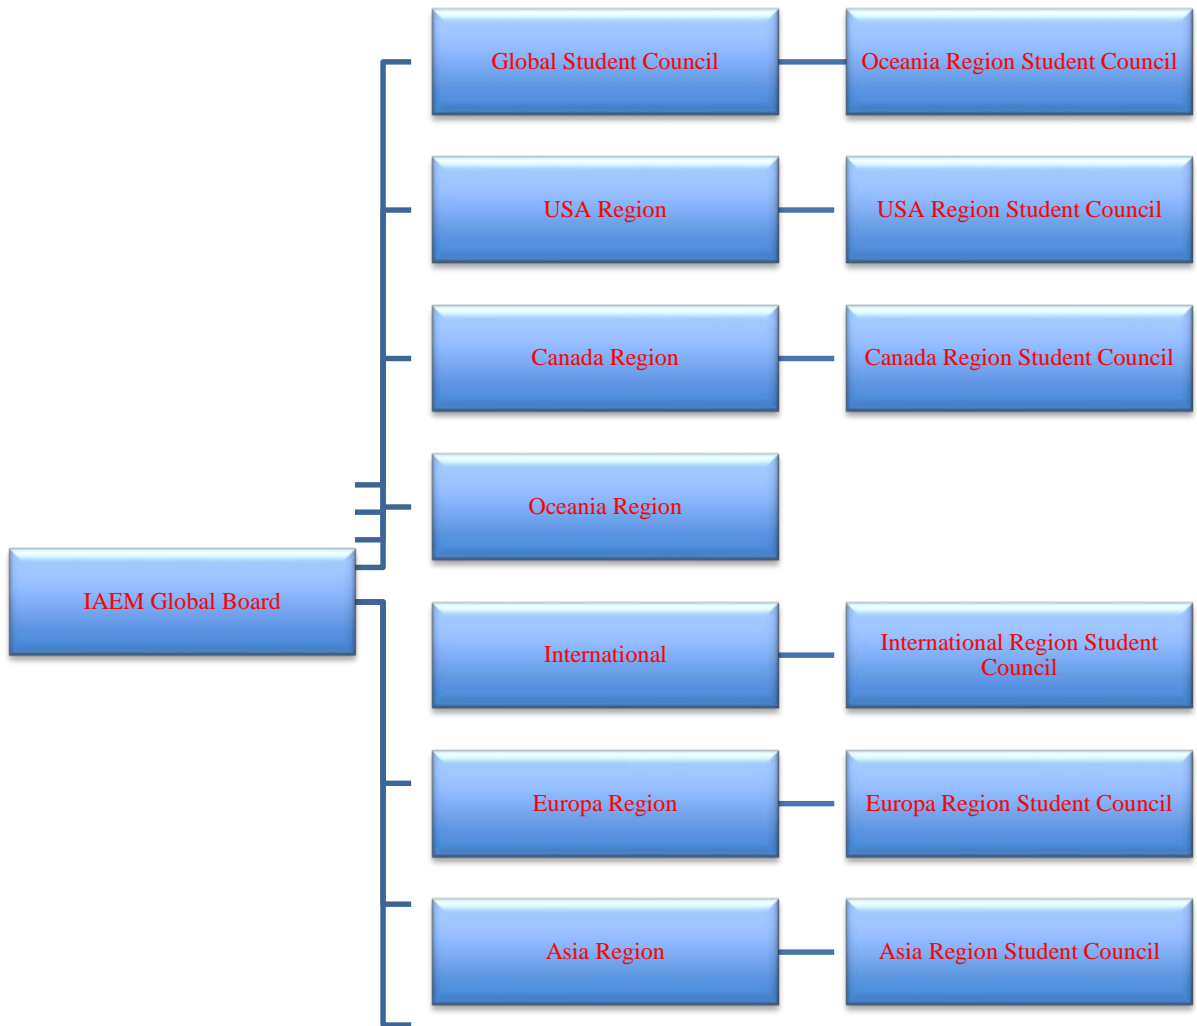 Global Student Council
Oceania Region Student Council
USA Region
USA Region Student Council
Canada Region
Canada Region Student Council
Oceania Region
IAEM Global Board
International
International Region Student
Council
Europa Region
Europa Region Student Council
Asia Region
Asia Region Student Council